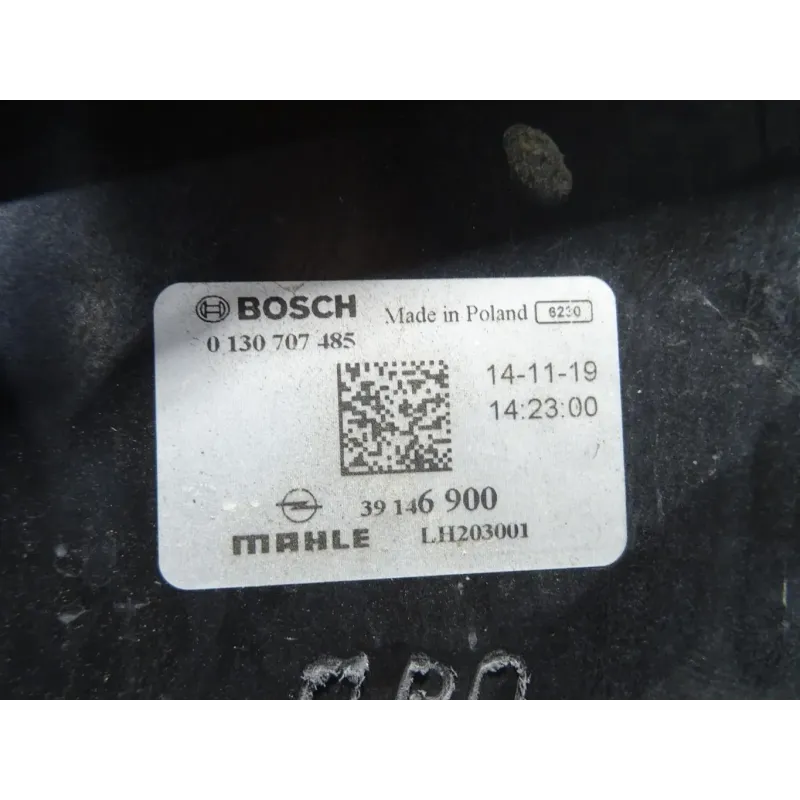 BOSCH Made in Poland 6230
0 130 707 485
14-11-19
14:23:00
39 146 900
MAHLE LH203001